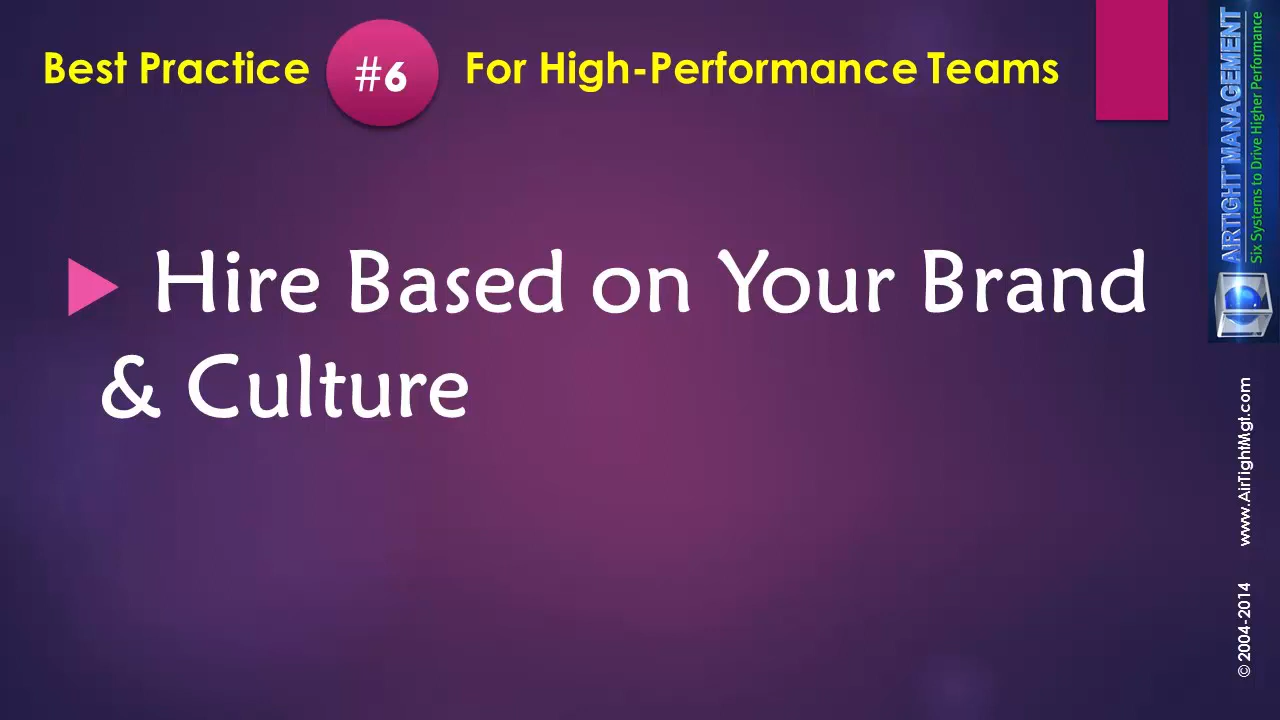 Best Practice #6 For High-Performance Teams
Hire Based on Your Brand
& Culture
AIRTIGHT MANAGEMENT
Six Systems to Drive Higher Performance
© 2004-2014 www.AirTightMgt.com